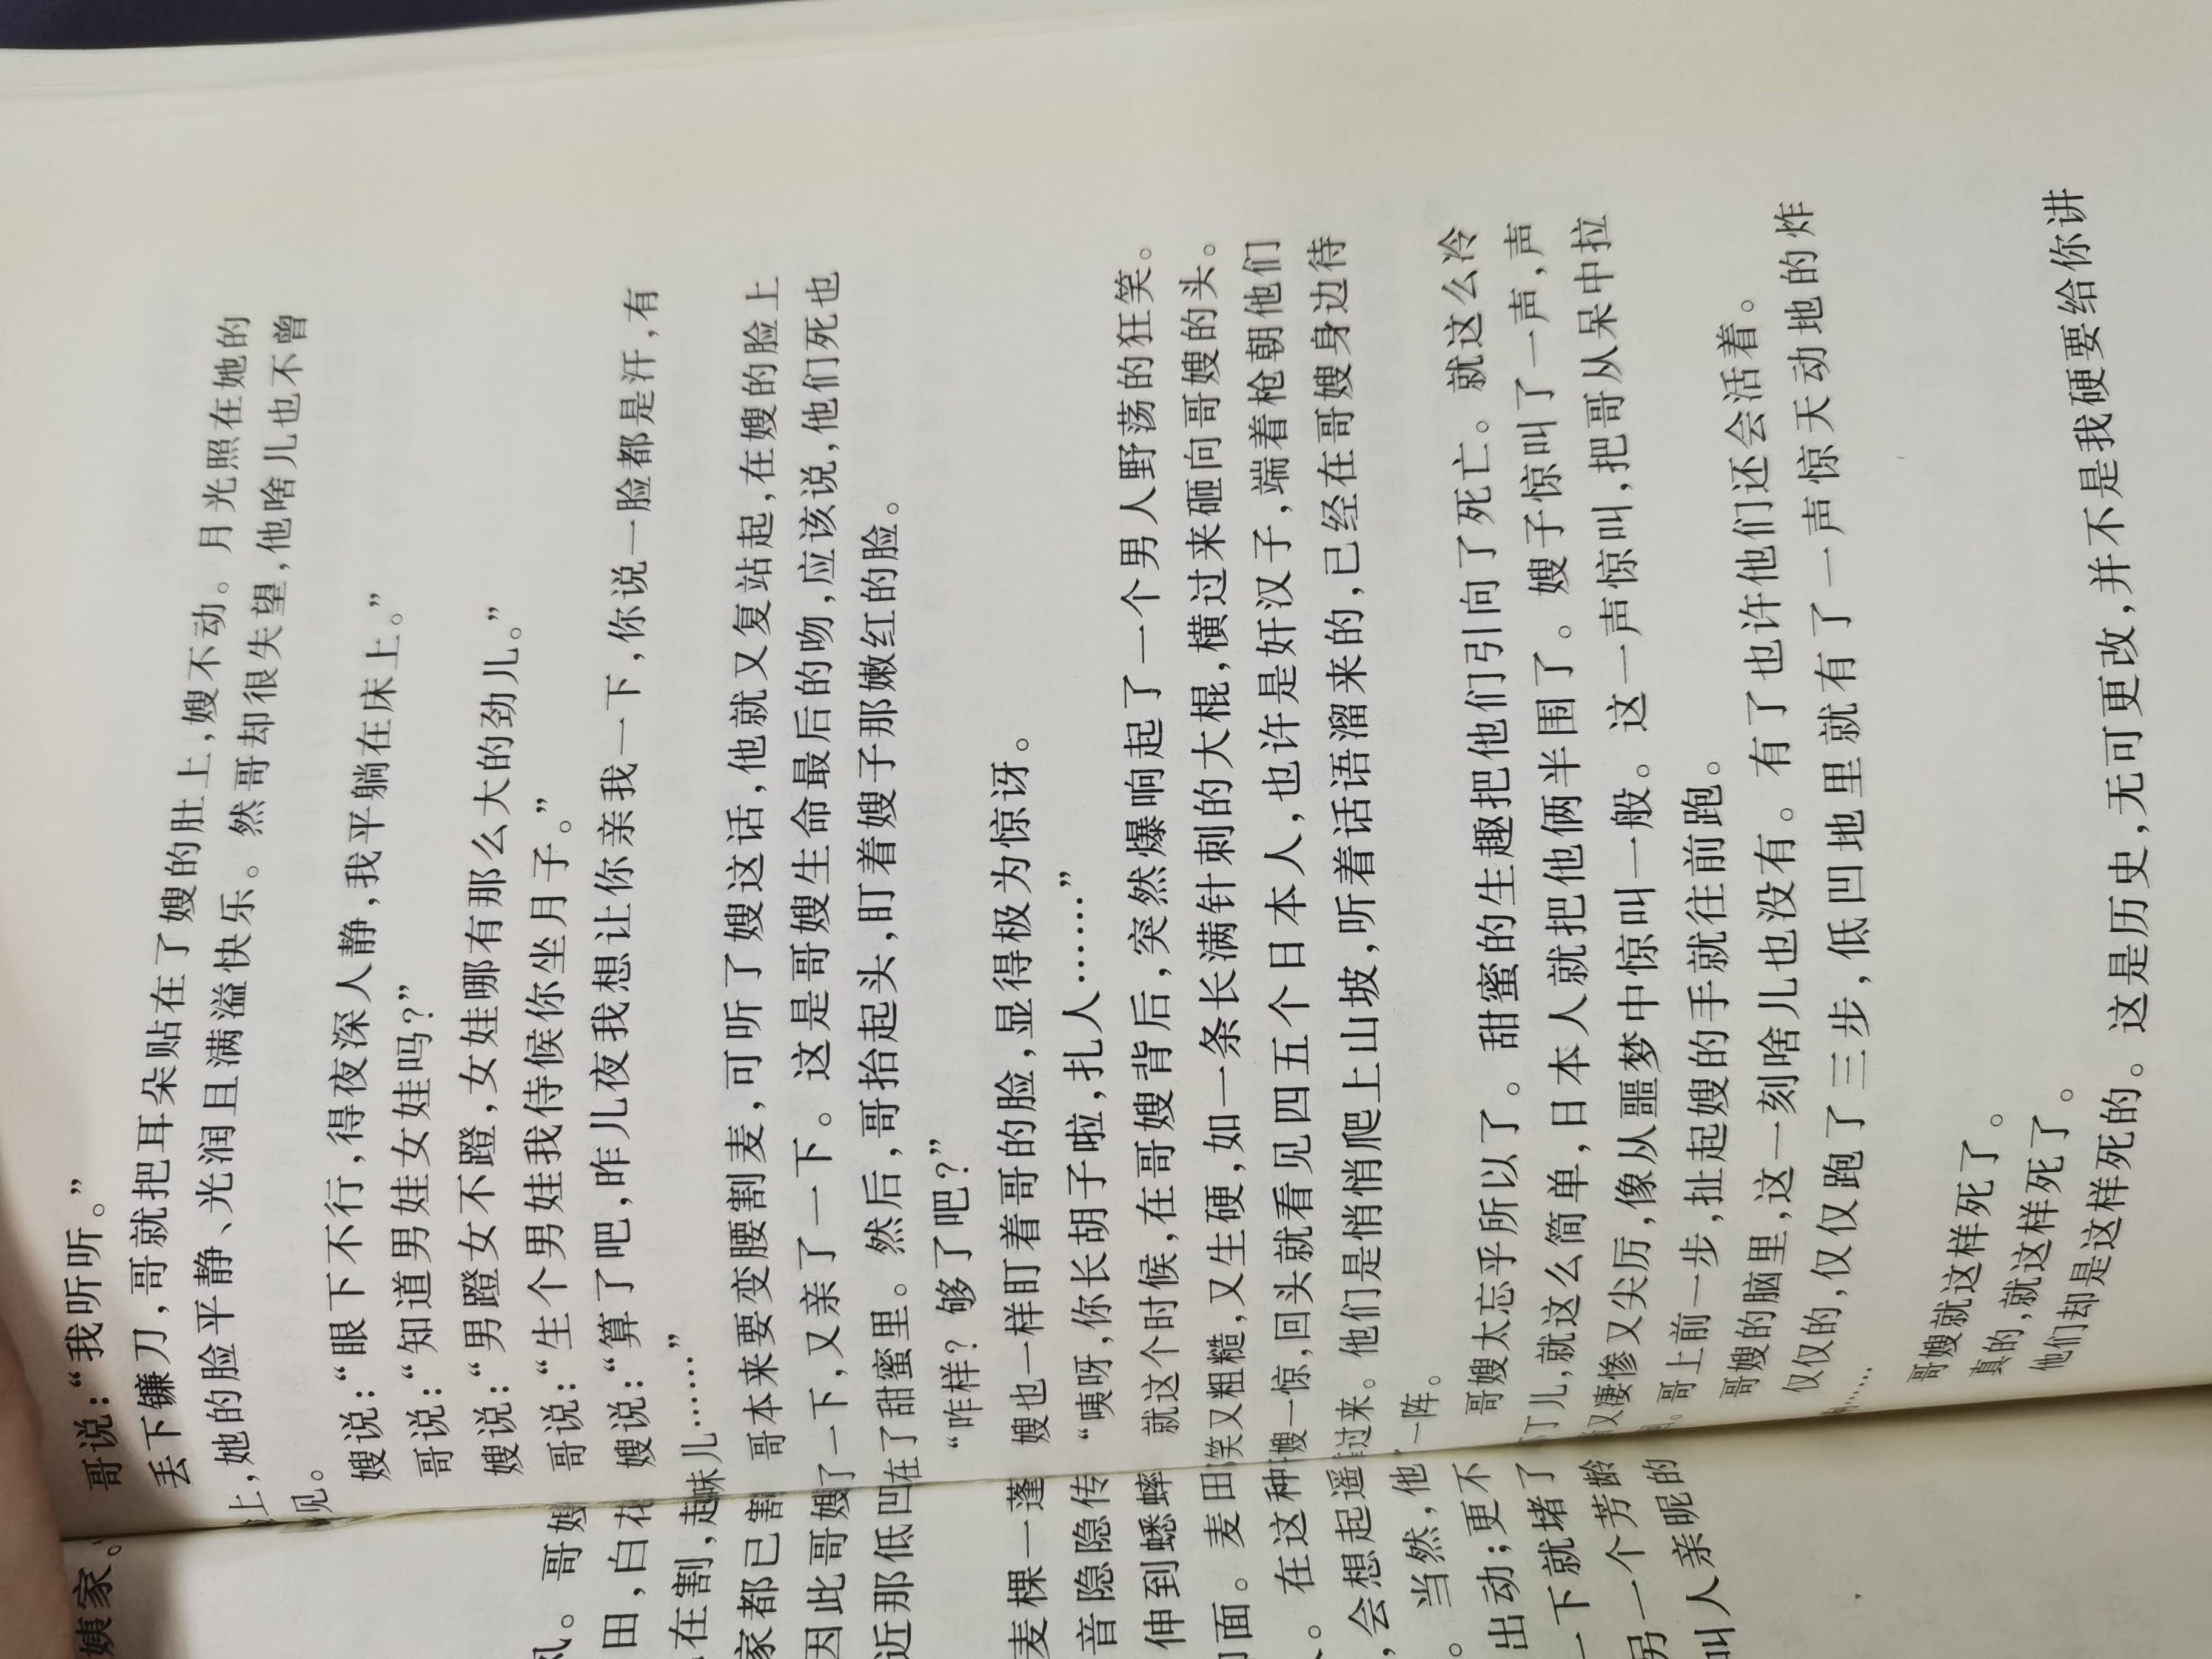 姨家。
风。哥嫂
田，白花
在割，起
家都已割
因此哥嫂
近那低凹
麦棵一蓬
音隐隐传
伸到蟋蟀
面。麦田
。在这种
，会想起遥
。当然，他
出动；更不
一下就堵了
另一个芳龄
叫人亲昵的
哥说：“我听听。”
丢下镰刀，哥就把耳朵贴在了嫂的肚上，嫂不动。月光照在她的
上，她的脸平静、光润且满溢快乐。然哥却很失望，他啥儿也不曾
见。
嫂说：“眼下不行，得夜深人静，我平躺在床上。”
哥说：“知道男娃女娃吗？”
嫂说：“男蹬女不蹬，女娃哪有那么大的劲儿。”
哥说：“生个男娃我侍候你坐月子。”
嫂说：“算了吧，昨儿夜我想让你亲我一下，你说一脸都是汗，有
味儿……”
哥本来要变腰割麦，可听了嫂这话，他就又复站起，在嫂的脸上
了一下，又亲了一下。这是哥嫂生命最后的吻，应该说，他们死也
在了甜蜜里。然后，哥抬起头，盯着嫂子那嫩红的脸。
“咋样？够了吧？”
嫂也一样盯着哥的脸，显得极为惊讶。
“咦呀，你长胡子啦，扎人……”
就这个时候，在哥嫂背后，突然爆响起了一个男人野荡的狂笑。
笑又粗糙，又生硬，如一条长满针刺的大棍，横过来砸向哥嫂的头。
嫂一惊，回头就看见四五个日本人，也许是奸汉子，端着枪朝他们
过来。他们是悄悄爬上山坡，听着话语溜来的，已经在哥嫂身边待
一阵。
哥嫂太忘乎所以了。甜蜜的生趣把他们引向了死亡。就这么冷
丁儿，就这么简单，日本人就把他俩半围了。嫂子惊叫了一声，声
又凄惨又尖厉，像从噩梦中惊叫一般。这一声惊叫，把哥从呆中拉
。哥上前一步，扯起嫂的手就往前跑。
哥嫂的脑里，这一刻啥儿也没有。有了也许他们还会活着。
仅仅的，仅仅跑了三步，低凹地里就有了一声惊天动地的炸
……
哥嫂就这样死了。
真的，就这样死了。
他们却是这样死的。这是历史，无可更改，并不是我硬要给你讲